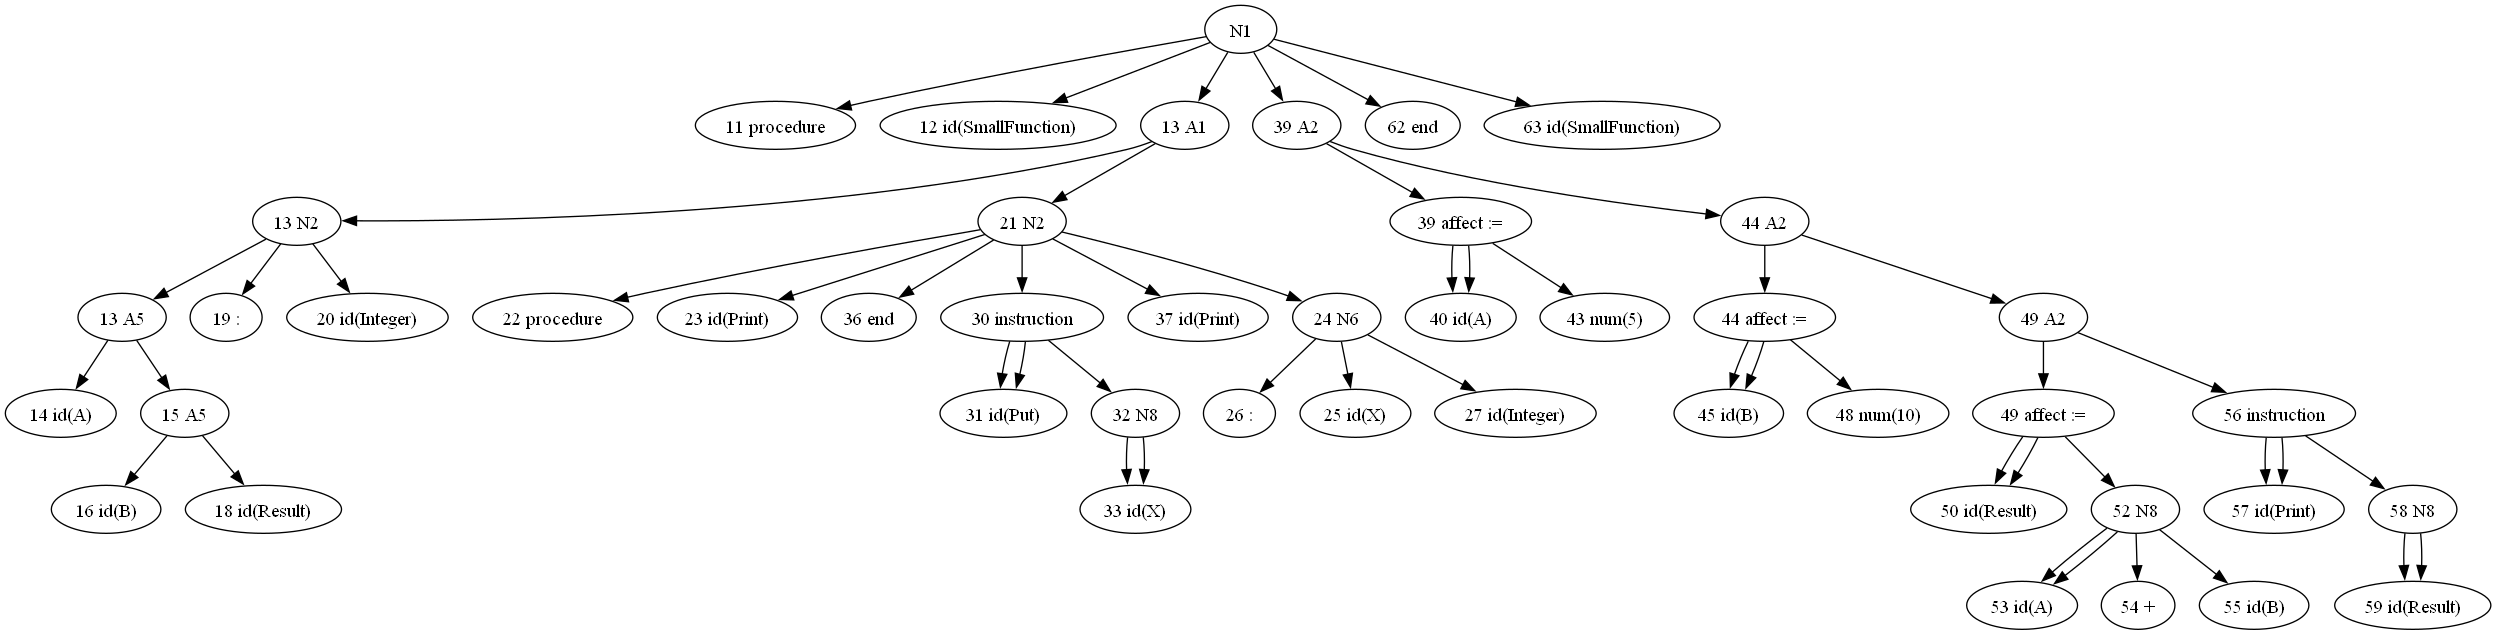 N1
11 procedure
12 id(SmallFunction)
13 A1
39 A2
62 end
63 id(SmallFunction)
13 N2
21 N2
39 affect :=
44 A2
13 A5
19 :
20 id(Integer)
22 procedure
23 id(Print)
36 end
30 instruction
37 id(Print)
24 N6
40 id(A)
43 num(5)
44 affect :=
49 A2
14 id(A)
15 A5
31 id(Put)
32 N8
26 :
25 id(X)
27 id(Integer)
45 id(B)
48 num(10)
49 affect :=
56 instruction
16 id(B)
18 id(Result)
33 id(X)
50 id(Result)
52 N8
57 id(Print)
58 N8
53 id(A)
54 +
55 id(B)
59 id(Result)